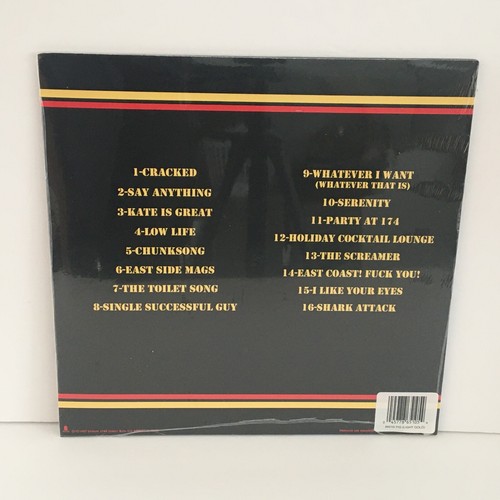 1-CRACKED
2-SAY ANYTHING
3-KATE IS GREAT
4-LOW LIFE
5-CHUNKSONG
6-EAST SIDE MAGS
7-THE TOILET SONG
8-SINGLE SUCCESSFUL GUY
9-WHATEVER I WANT
(WHATEVER THAT IS)
10-SERENITY
11-PARTY AT 174
12-HOLIDAY COCKTAIL LOUNGE
13-THE SCREAMER
14-EAST COAST! FUCK YOU!
15-I LIKE YOUR EYES
16-SHARK ATTACK